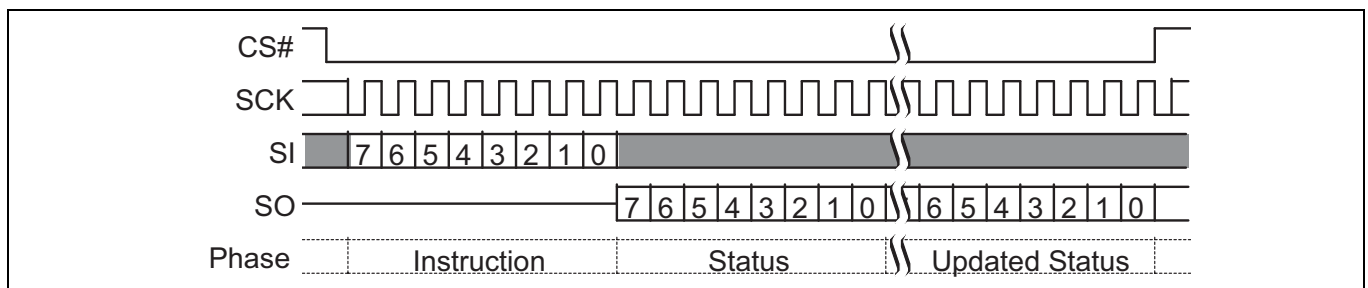 CS#
SCK
SI 7 6 5 4 3 2 1 0
SO 7 6 5 4 3 2 1 0 6 5 4 3 2 1 0
Phase Instruction Status Updated Status